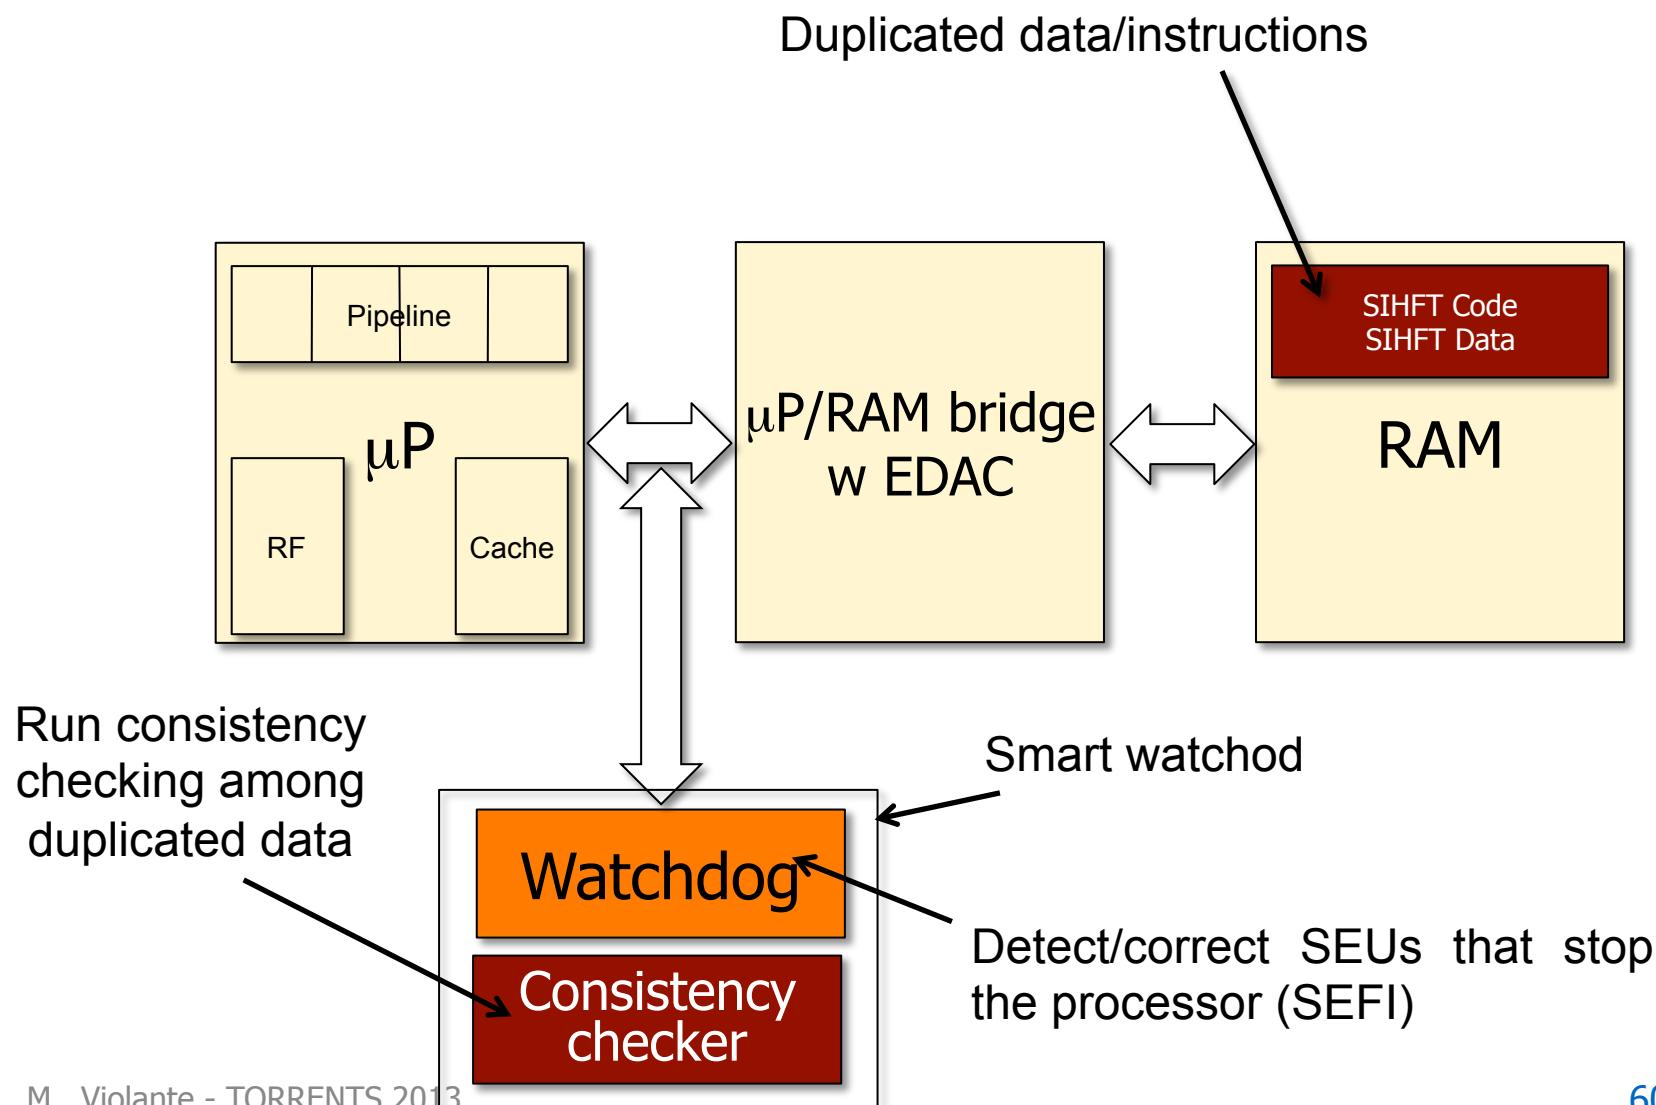 Duplicated data/instructions
Pipeline
μP
RF
Cache
μP/RAM bridge
w EDAC
SIHFT Code
SIHFT Data
RAM
Run consistency
checking among
duplicated data
Smart watchod
Watchdog
Consistency
checker
Detect/correct SEUs that stop
the processor (SEFI)
M. Violante - TORRENTS 2013
60